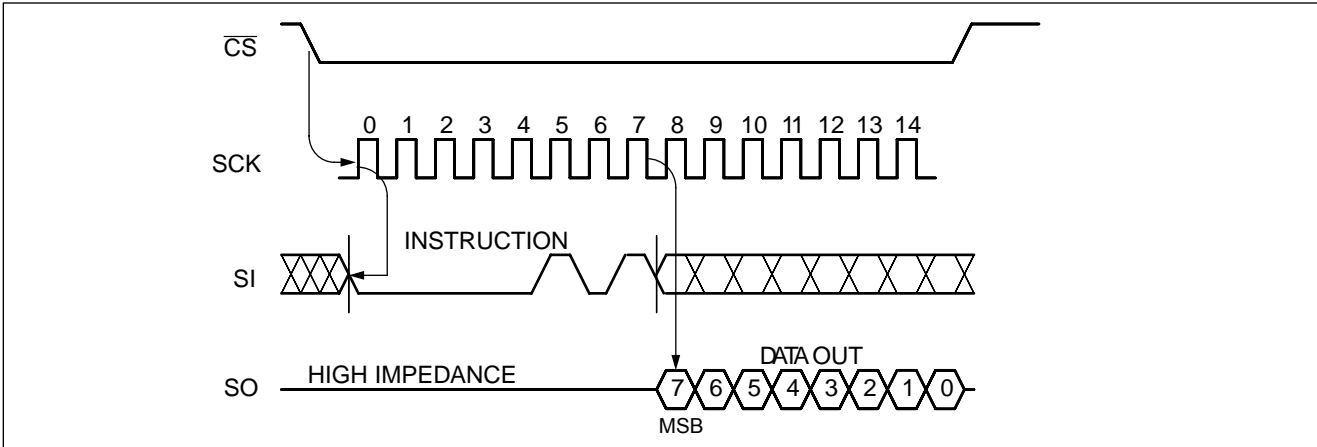 CS
0 1 2 3 4 5 6 7 8 9 10 11 12 13 14
SCK
INSTRUCTION
SI
DATA OUT
HIGH IMPEDANCE
SO
7 6 5 4 3 2 1 0
MSB